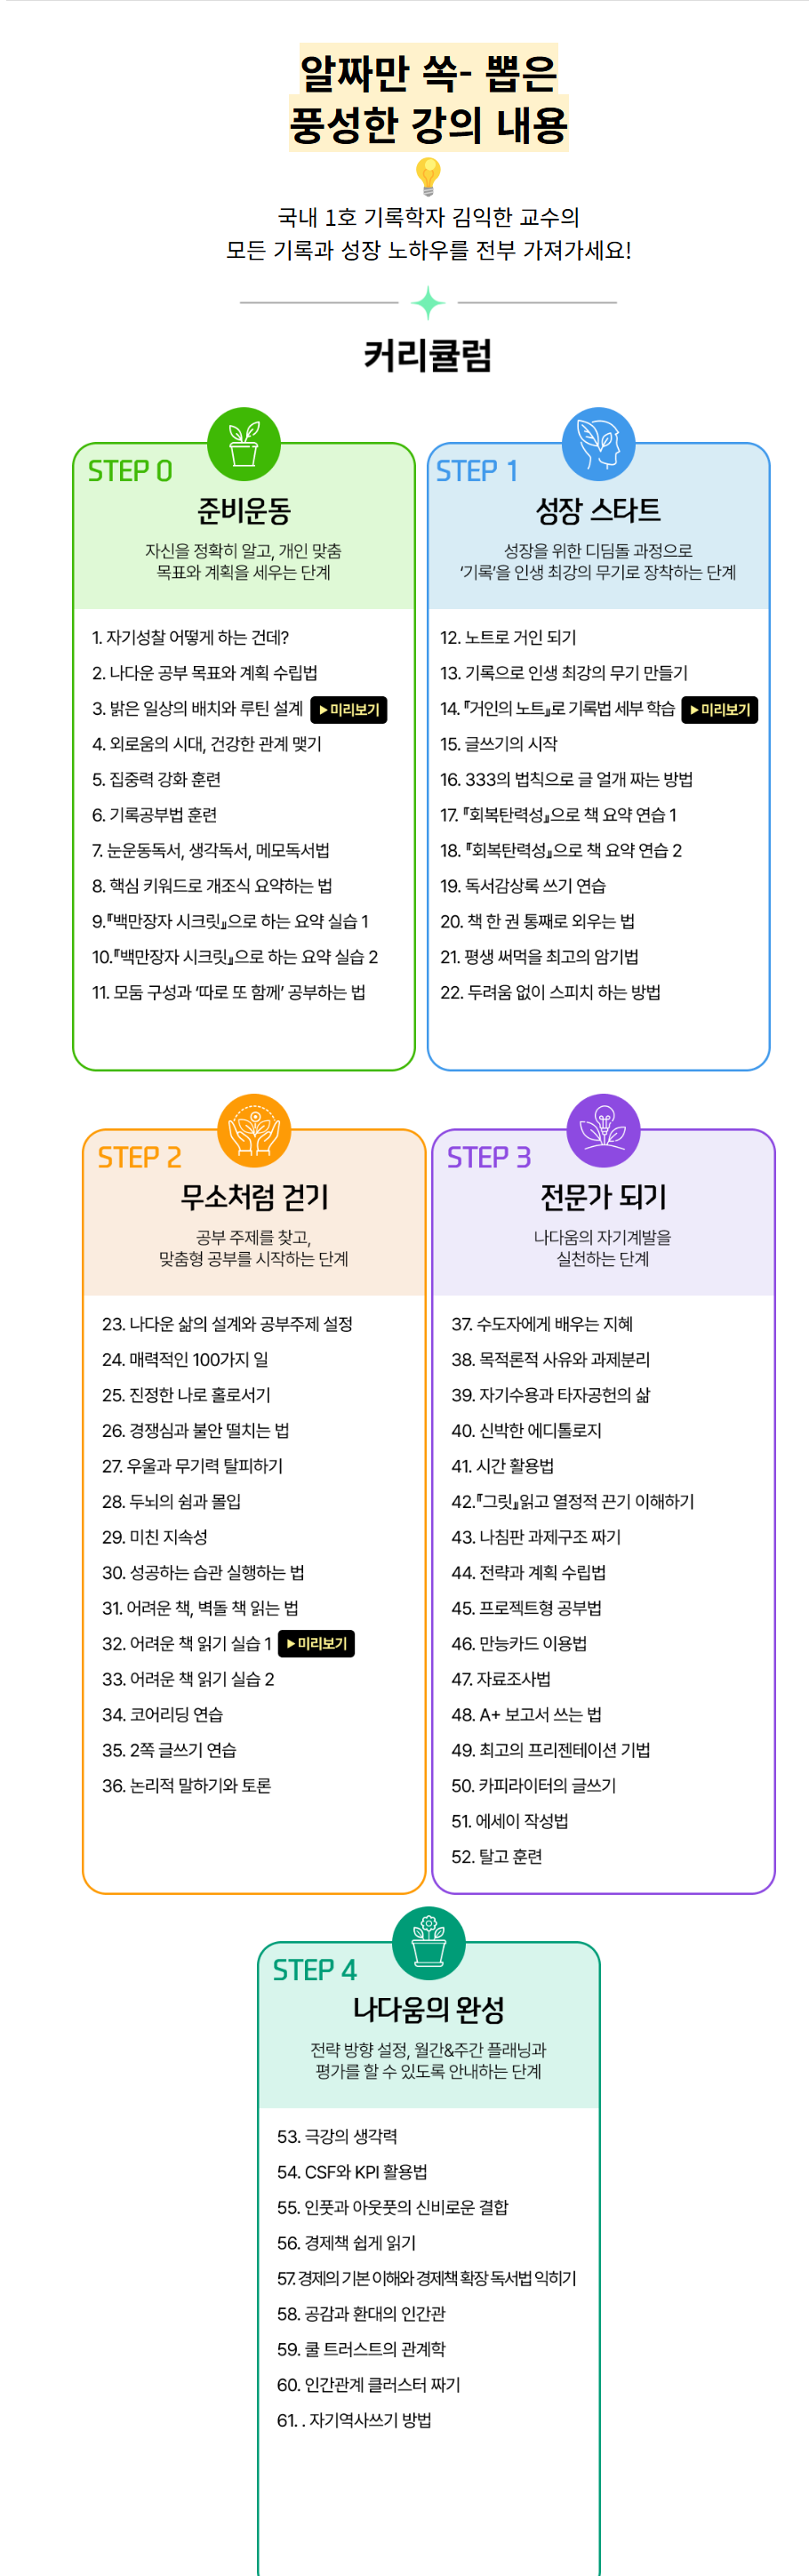 알짜만 쏙- 뽑은
풍성한 강의 내용
국내 1호 기록학자 김익한 교수의
모든 기록과 성장 노하우를 전부 가져가세요!
커리큘럼
STEP 0
준비운동
자신을 정확히 알고, 개인 맞춤
목표와 계획을 세우는 단계
1. 자기성찰 어떻게 하는 건데?
2. 나다운 공부 목표와 계획 수립법
3. 밝은 일상의 배치와 루틴 설계 ▶미리보기
4. 외로움의 시대, 건강한 관계 맺기
5. 집중력 강화 훈련
6. 기록공부법 훈련
7. 눈운동독서, 생각독서, 메모독서법
8. 핵심 키워드로 개조식 요약하는 법
9.『백만장자 시크릿』으로 하는 요약 실습 1
10.『백만장자 시크릿』으로 하는 요약 실습 2
11. 모둠 구성과 ‘따로 또 함께’ 공부하는 법
STEP 1
성장 스타트
성장을 위한 디딤돌 과정으로
‘기록’을 인생 최강의 무기로 장착하는 단계
12. 노트로 거인 되기
13. 기록으로 인생 최강의 무기 만들기
14.『거인의 노트』로 기록법 세부 학습 ▶미리보기
15. 글쓰기의 시작
16. 333의 법칙으로 글 얼개 짜는 방법
17.『회복탄력성』으로 책 요약 연습 1
18. 『회복탄력성』으로 책 요약 연습 2
19. 독서감상록 쓰기 연습
20. 책 한 권 통째로 외우는 법
21. 평생 써먹을 최고의 암기법
22. 두려움 없이 스피치 하는 방법
STEP 2
무소처럼 걷기
공부 주제를 찾고,
맞춤형 공부를 시작하는 단계
23. 나다운 삶의 설계와 공부주제 설정
24. 매력적인 100가지 일
25. 진정한 나로 홀로서기
26. 경쟁심과 불안 떨치는 법
27. 우울과 무기력 탈피하기
28. 두뇌의 쉼과 몰입
29. 미친 지속성
30. 성공하는 습관 실행하는 법
31. 어려운 책, 벽돌 책 읽는 법
32. 어려운 책 읽기 실습 1 ▶미리보기
33. 어려운 책 읽기 실습 2
34. 코어리딩 연습
35. 2쪽 글쓰기 연습
36. 논리적 말하기와 토론
STEP 3
전문가 되기
나다움의 자기계발을
실천하는 단계
37. 수도자에게 배우는 지혜
38. 목적론적 사유와 과제분리
39. 자기수용과 타자공헌의 삶
40. 신박한 에디톨로지
41. 시간 활용법
42.『그릿』읽고 열정적 끈기 이해하기
43. 나침판 과제구조 짜기
44. 전략과 계획 수립법
45. 프로젝트형 공부법
46. 만능카드 이용법
47. 자료조사법
48. A+ 보고서 쓰는 법
49. 최고의 프리젠테이션 기법
50. 카피라이터의 글쓰기
51. 에세이 작성법
52. 탈고 훈련
STEP 4
나다움의 완성
전략 방향 설정, 월간&주간 플래닝과
평가를 할 수 있도록 안내하는 단계
53. 극강의 생각력
54. CSF와 KPI 활용법
55. 인풋과 아웃풋의 신비로운 결합
56. 경제책 쉽게 읽기
57. 경제의 기본 이해와 경제책 확장 독서법 익히기
58. 공감과 환대의 인간관
59. 쿨 트러스트의 관계학
60. 인간관계 클러스터 짜기
61. . 자기역사쓰기 방법